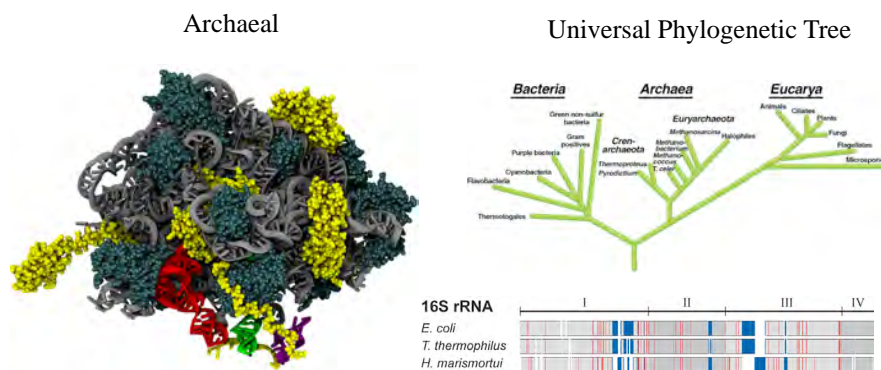 Archaeal
Universal Phylogenetic Tree
Bacteria
Archaea
Eucarya
Green non-sulfur
bacteria
Gram
positives
Purple bacteria
Cyanobacteria
Flavobacteria
Thermotogales
Cren-
archaeota
Thermoproteus
Pyrodictium
Euryarchaeota
Methanosarcina
Methano-
bacterium
Methano-
coccus
T. celer
Halophiles
Animals
Ciliates
Plants
Fungi
Flagellates
Microspori
16S rRNA
I
II
III
IV
E. coli
T. thermophilus
H. marismortui